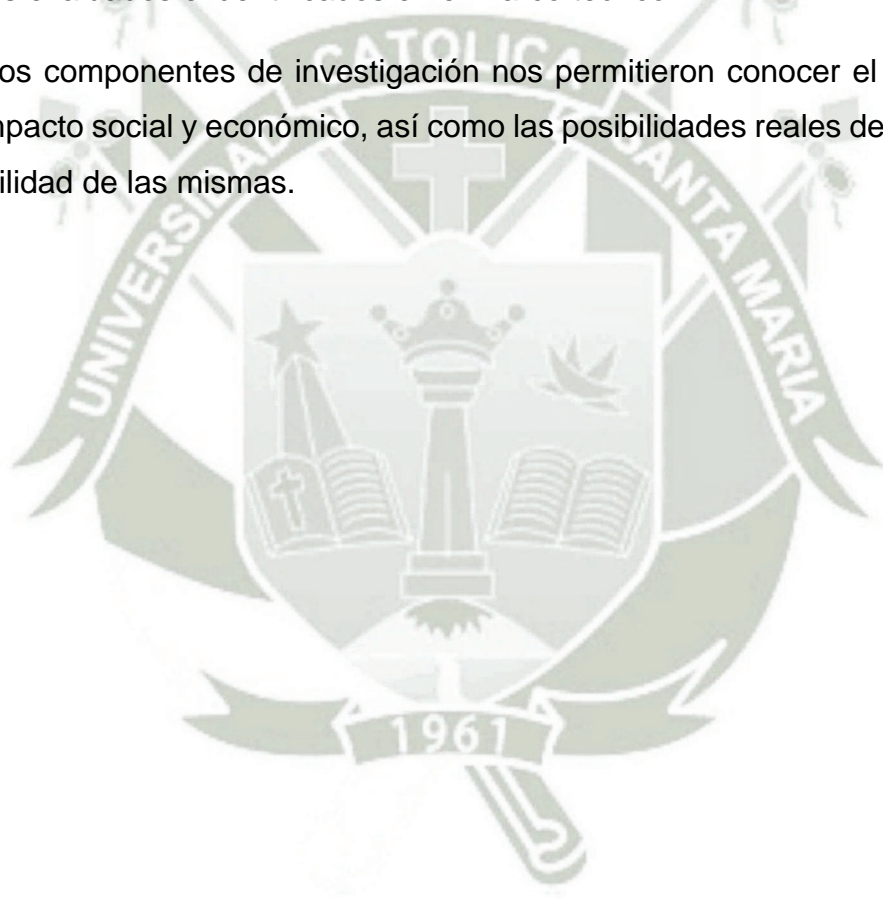 os componentes de investigación nos permitieron conocer el
mpacto social y económico, así como las posibilidades reales de
ilidad de las mismas.
UNIVERSIDAD CATOLICA SANTA MARIA
1961